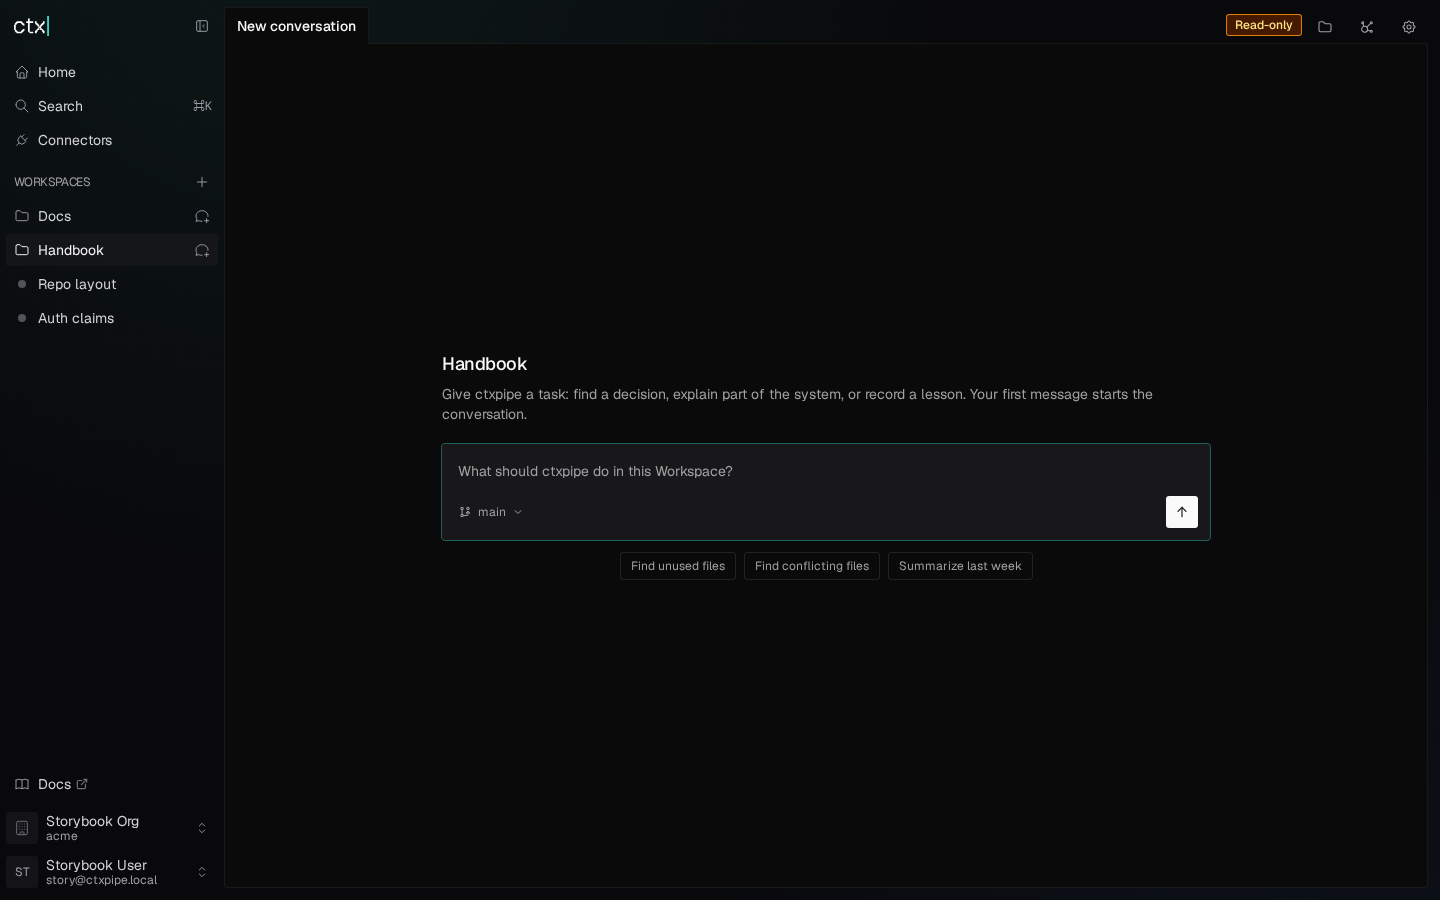 ctx
Home
Search ⌘K
Connectors
WORKSPACES
Docs
Handbook
Repo layout
Auth claims
Docs
Storybook Org
acme
ST
Storybook User
story@ctxpipe.local
New conversation
Read-only
Handbook
Give ctxpipe a task: find a decision, explain part of the system, or record a lesson. Your first message starts the
conversation.
What should ctxpipe do in this Workspace?
main
Find unused files
Find conflicting files
Summarize last week